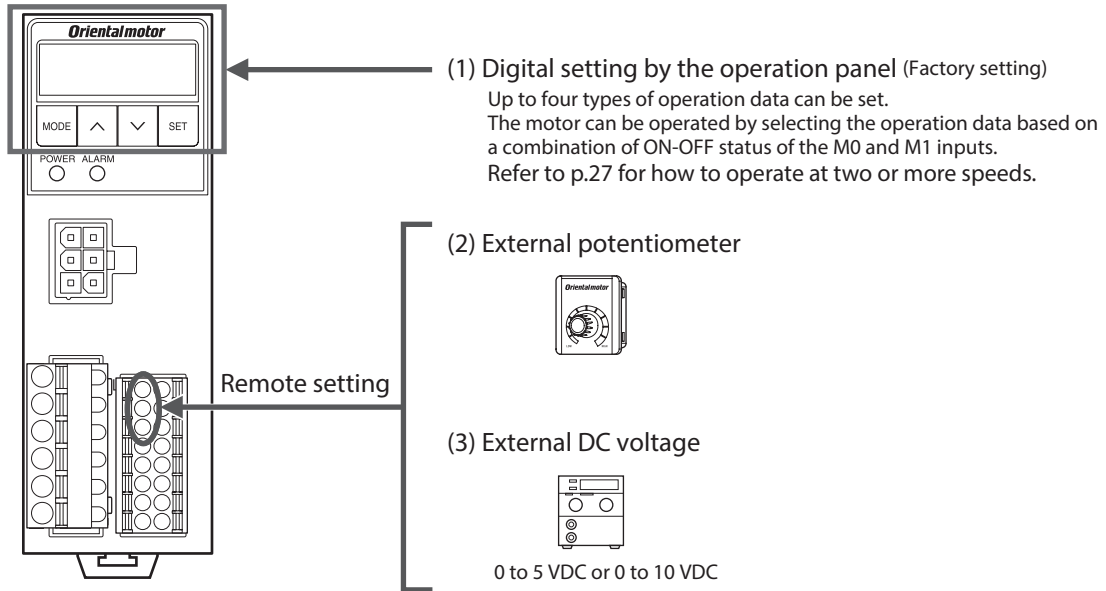 Orientalmotor
MODE
SET
POWER ALARM
(1) Digital setting by the operation panel (Factory setting)
Up to four types of operation data can be set.
The motor can be operated by selecting the operation data based on
a combination of ON-OFF status of the M0 and M1 inputs.
Refer to p.27 for how to operate at two or more speeds.
Remote setting
(2) External potentiometer
Orientalmotor
(3) External DC voltage
0 to 5 VDC or 0 to 10 VDC